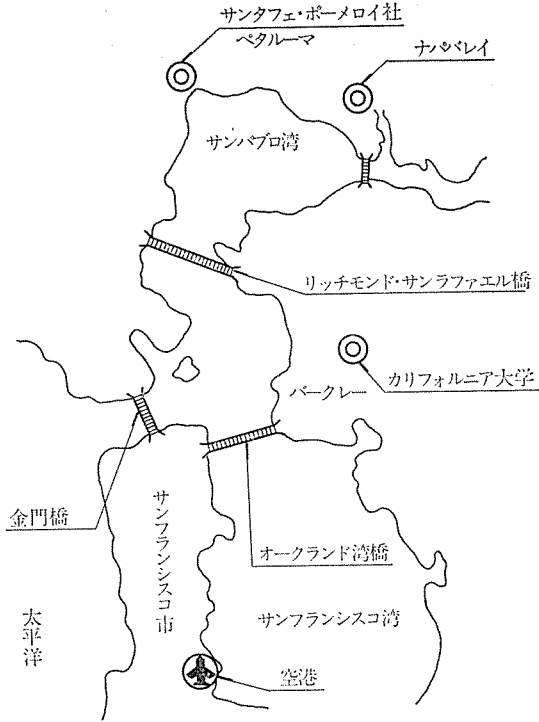 サンタフェ・ポーメロイ社
ペタルーマ
ナパバレイ
サンパブロ湾
リッチモンド・サンラファエル橋
カリフォルニア大学
バークレー
金門橋
サンフランシスコ市
オークランド湾橋
サンフランシスコ湾
太平洋
空港